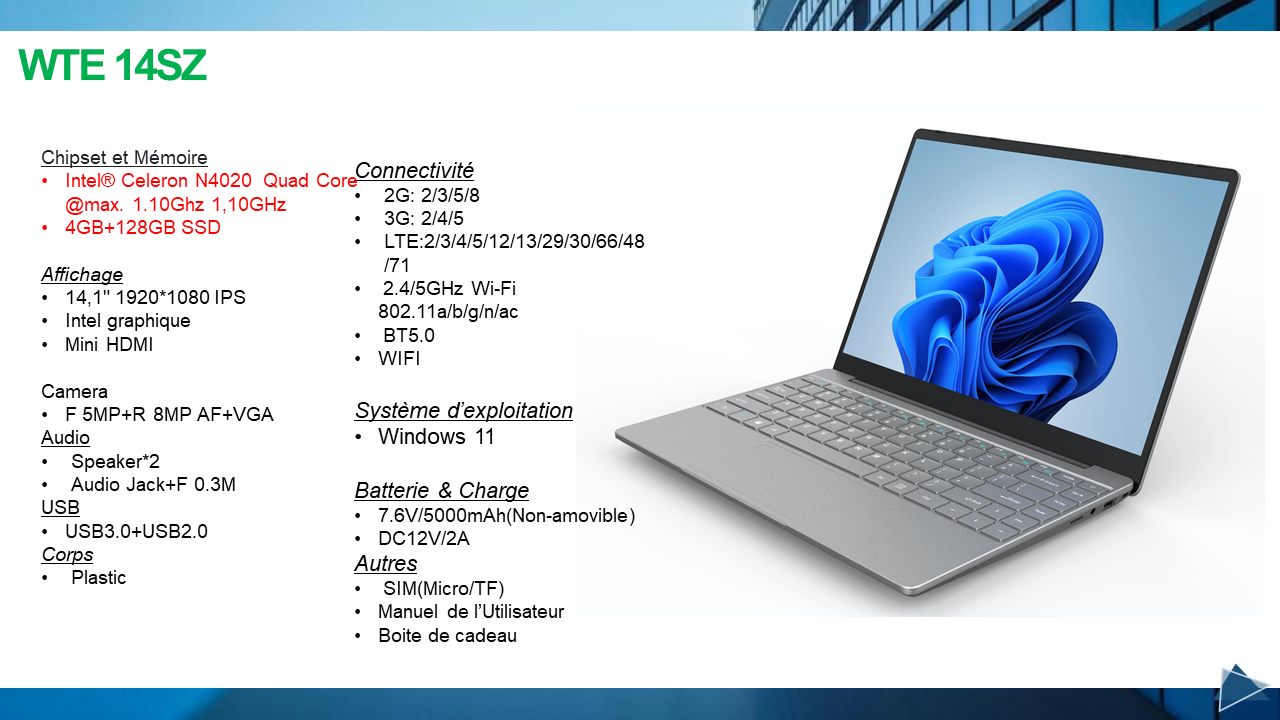 WTE 14SZ
Chipset et Mémoire
• Intel® Celeron N4020 Quad Core
@max. 1.10Ghz 1,10GHz
• 4GB+128GB SSD
Affichage
• 14,1" 1920*1080 IPS
• Intel graphique
• Mini HDMI
Camera
• F 5MP+R 8MP AF+VGA
Audio
• Speaker*2
• Audio Jack+F 0.3M
USB
• USB3.0+USB2.0
Corps
• Plastic
Connectivité
• 2G: 2/3/5/8
• 3G: 2/4/5
• LTE:2/3/4/5/12/13/29/30/66/48
/71
• 2.4/5GHz Wi-Fi
802.11a/b/g/n/ac
• BT5.0
• WIFI
Système d’exploitation
• Windows 11
Batterie & Charge
• 7.6V/5000mAh(Non-amovible)
• DC12V/2A
Autres
• SIM(Micro/TF)
• Manuel de l’Utilisateur
• Boite de cadeau